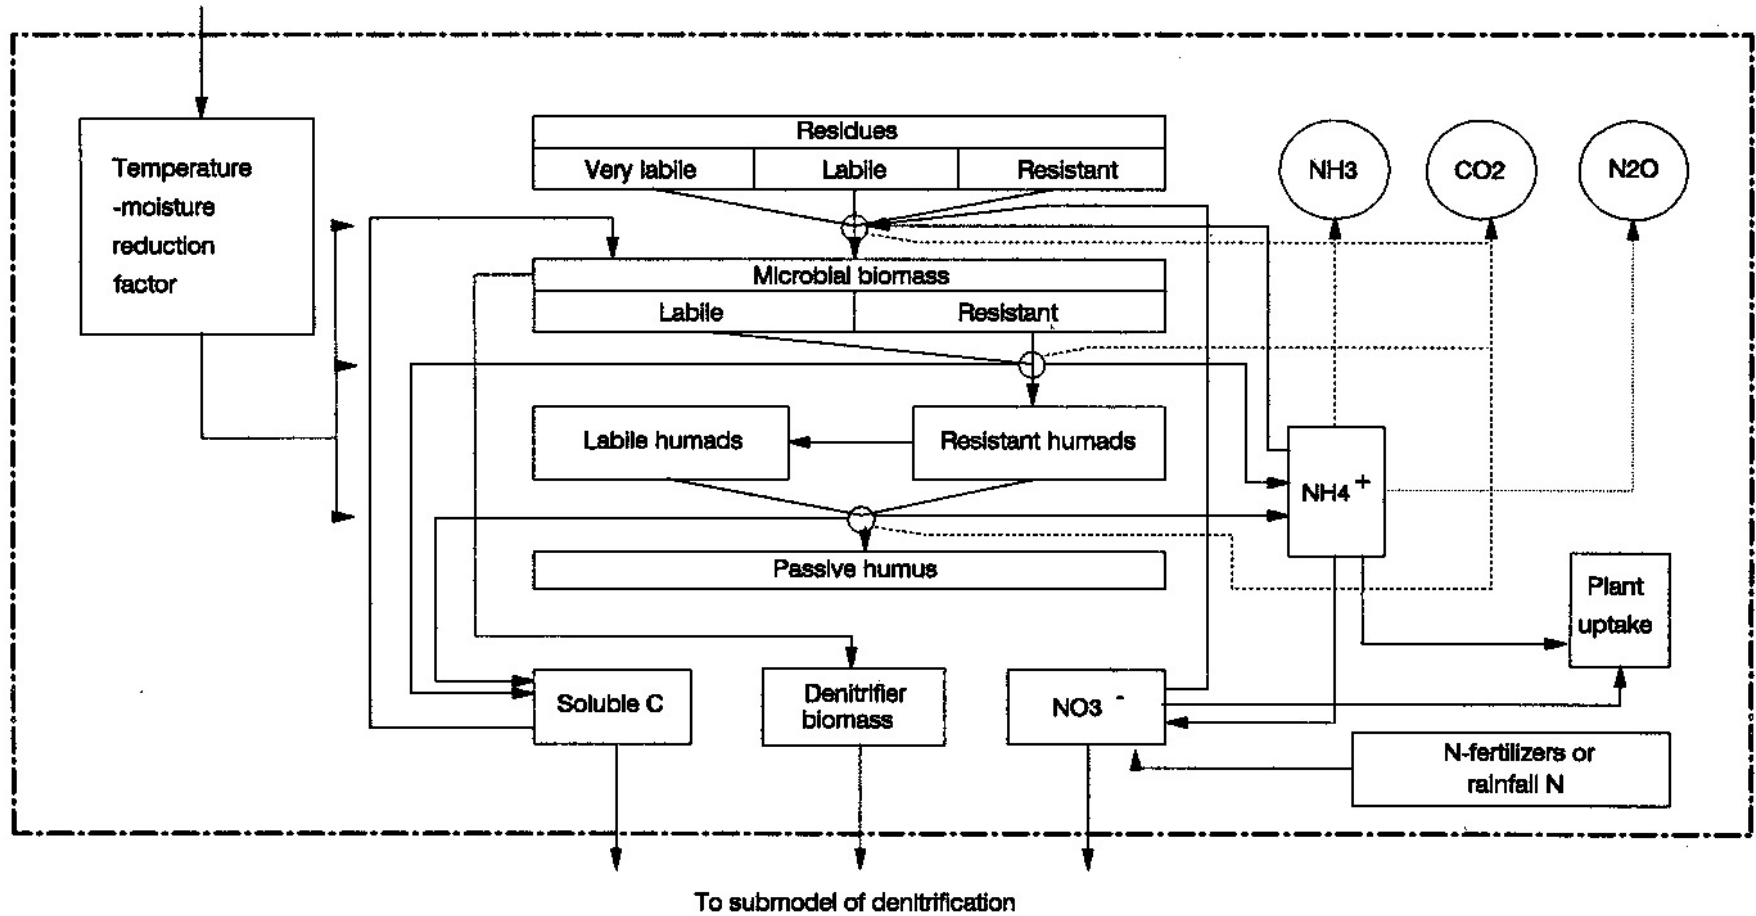 Temperature
-moisture
reduction
factor
Residues
Very labile
Labile
Resistant
Microbial biomass
Labile
Resistant
Labile humads
Resistant humads
Passive humus
Soluble C
Denitrifier
biomass
NO3 -
NH3
CO2
N2O
NH4 +
Plant
uptake
N-fertilizers or
rainfall N
To submodel of denitrification